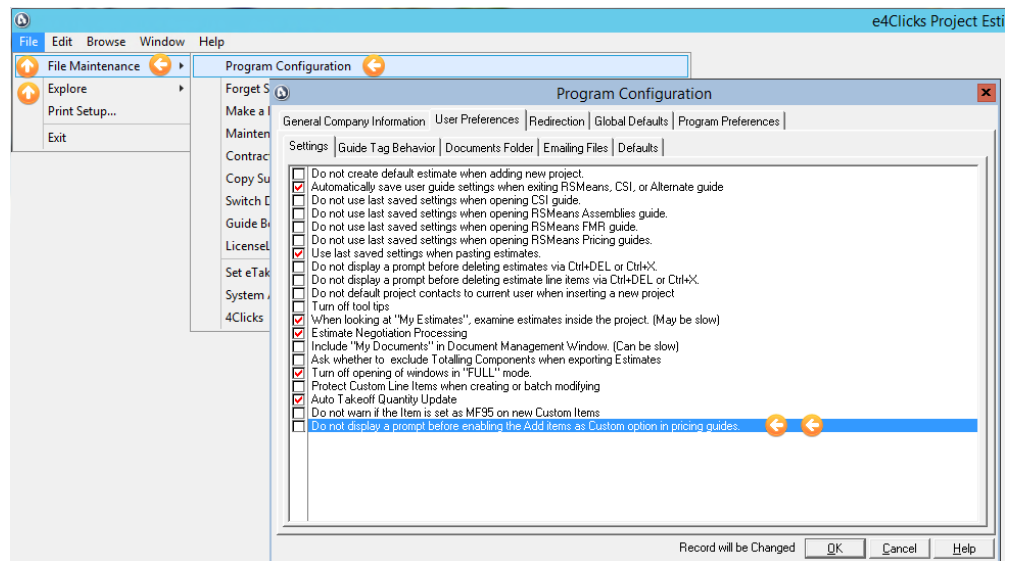 e4Clicks Project Esti
File Edit Browse Window Help
File Maintenance
Program Configuration
Explore
Forget S
Print Setup...
Make a
Exit
Mainten
Contrac
Copy Su
Switch D
Guide Be
LicenseL
Set eTak
System
4Clicks
Program Configuration
General Company Information User Preferences Redirection Global Defaults Program Preferences
Settings Guide Tag Behavior Documents Folder Emailing Files Defaults
Do not create default estimate when adding new project.
Automatically save user guide settings when exiting RSMeans, CSI, or Alternate guide
Do not use last saved settings when opening CSI guide.
Do not use last saved settings when opening RSMeans Assemblies guide.
Do not use last saved settings when opening RSMeans FMR guide.
Do not use last saved settings when opening RSMeans Pricing guides.
Use last saved settings when pasting estimates.
Do not display a prompt before deleting estimates via Ctrl+DEL or Ctrl+X.
Do not display a prompt before deleting estimate line items via Ctrl+DEL or Ctrl+X.
Do not default project contacts to current user when inserting a new project
Turn off tool tips
When looking at "My Estimates", examine estimates inside the project. (May be slow)
Estimate Negotiation Processing
Include "My Documents" in Document Management Window. (Can be slow)
Ask whether to exclude Totalling Components when exporting Estimates
Turn off opening of windows in "FULL" mode.
Protect Custom Line Items when creating or batch modifying
Auto Takeoff Quantity Update
Do not warn if the Item is set as MF95 on new Custom Items
Do not display a prompt before enabling the Add items as Custom option in pricing guides.
Record will be Changed OK Cancel Help